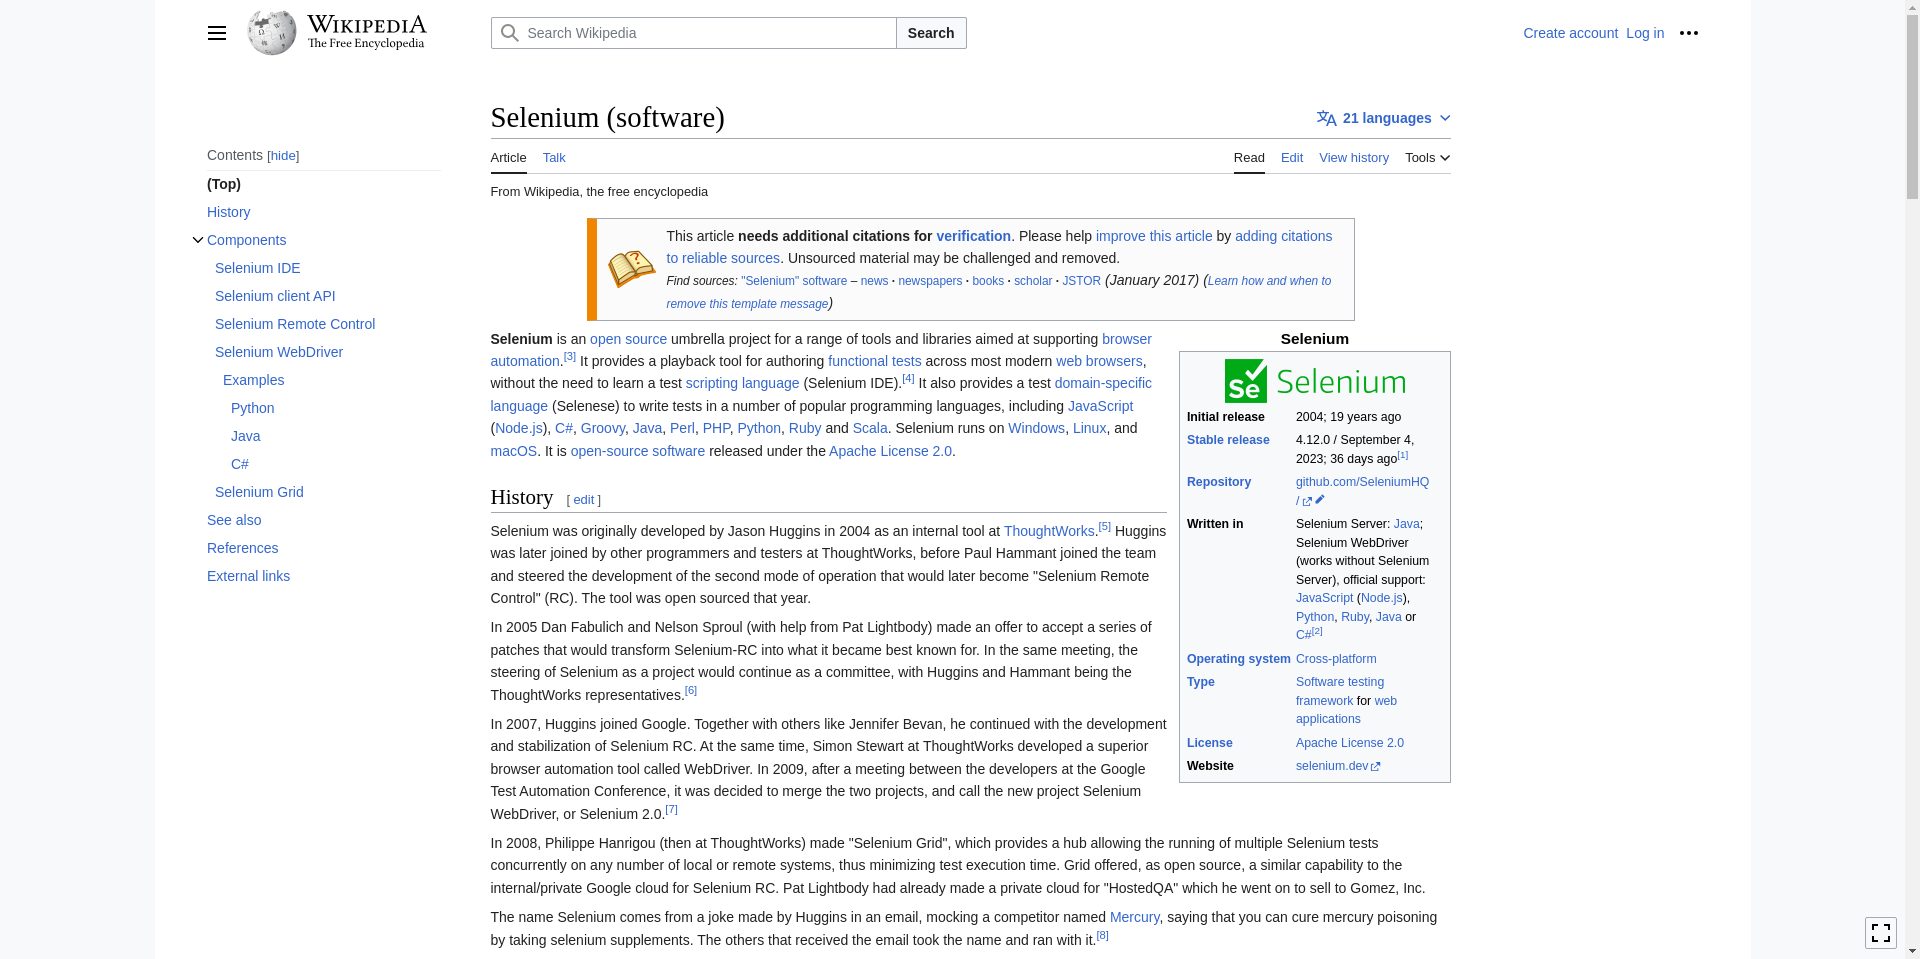 WIKIPEDIA
The Free Encyclopedia
Search Wikipedia
Search
Create account Log in
Contents [hide]
(Top)
History
Components
Selenium IDE
Selenium client API
Selenium Remote Control
Selenium WebDriver
Examples
Python
Java
C#
Selenium Grid
See also
References
External links
Selenium (software)
21 languages
Article Talk
Read Edit View history Tools
From Wikipedia, the free encyclopedia
This article needs additional citations for verification. Please help improve this article by adding citations
to reliable sources. Unsourced material may be challenged and removed.
Find sources: "Selenium" software – news · newspapers · books · scholar · JSTOR (January 2017) (Learn how and when to
remove this template message)
Selenium is an open source umbrella project for a range of tools and libraries aimed at supporting browser
automation.[3] It provides a playback tool for authoring functional tests across most modern web browsers,
without the need to learn a test scripting language (Selenium IDE).[4] It also provides a test domain-specific
language (Selenese) to write tests in a number of popular programming languages, including JavaScript
(Node.js), C#, Groovy, Java, Perl, PHP, Python, Ruby and Scala. Selenium runs on Windows, Linux, and
macOS. It is open-source software released under the Apache License 2.0.
History [ edit ]
Selenium was originally developed by Jason Huggins in 2004 as an internal tool at ThoughtWorks.[5] Huggins
was later joined by other programmers and testers at ThoughtWorks, before Paul Hammant joined the team
and steered the development of the second mode of operation that would later become "Selenium Remote
Control" (RC). The tool was open sourced that year.
In 2005 Dan Fabulich and Nelson Sproul (with help from Pat Lightbody) made an offer to accept a series of
patches that would transform Selenium-RC into what it became best known for. In the same meeting, the
steering of Selenium as a project would continue as a committee, with Huggins and Hammant being the
ThoughtWorks representatives.[6]
In 2007, Huggins joined Google. Together with others like Jennifer Bevan, he continued with the development
and stabilization of Selenium RC. At the same time, Simon Stewart at ThoughtWorks developed a superior
browser automation tool called WebDriver. In 2009, after a meeting between the developers at the Google
Test Automation Conference, it was decided to merge the two projects, and call the new project Selenium
WebDriver, or Selenium 2.0.[7]
In 2008, Philippe Hanrigou (then at ThoughtWorks) made "Selenium Grid", which provides a hub allowing the running of multiple Selenium tests
concurrently on any number of local or remote systems, thus minimizing test execution time. Grid offered, as open source, a similar capability to the
internal/private Google cloud for Selenium RC. Pat Lightbody had already made a private cloud for "HostedQA" which he went on to sell to Gomez, Inc.
The name Selenium comes from a joke made by Huggins in an email, mocking a competitor named Mercury, saying that you can cure mercury poisoning
by taking selenium supplements. The others that received the email took the name and ran with it.[8]
Selenium
Se Selenium
Initial release 2004; 19 years ago
Stable release 4.12.0 / September 4,
2023; 36 days ago[1]
Repository github.com/SeleniumHQ
/
Written in Selenium Server: Java;
Selenium WebDriver
(works without Selenium
Server), official support:
JavaScript (Node.js),
Python, Ruby, Java or
C#[2]
Operating system Cross-platform
Type Software testing
framework for web
applications
License Apache License 2.0
Website selenium.dev